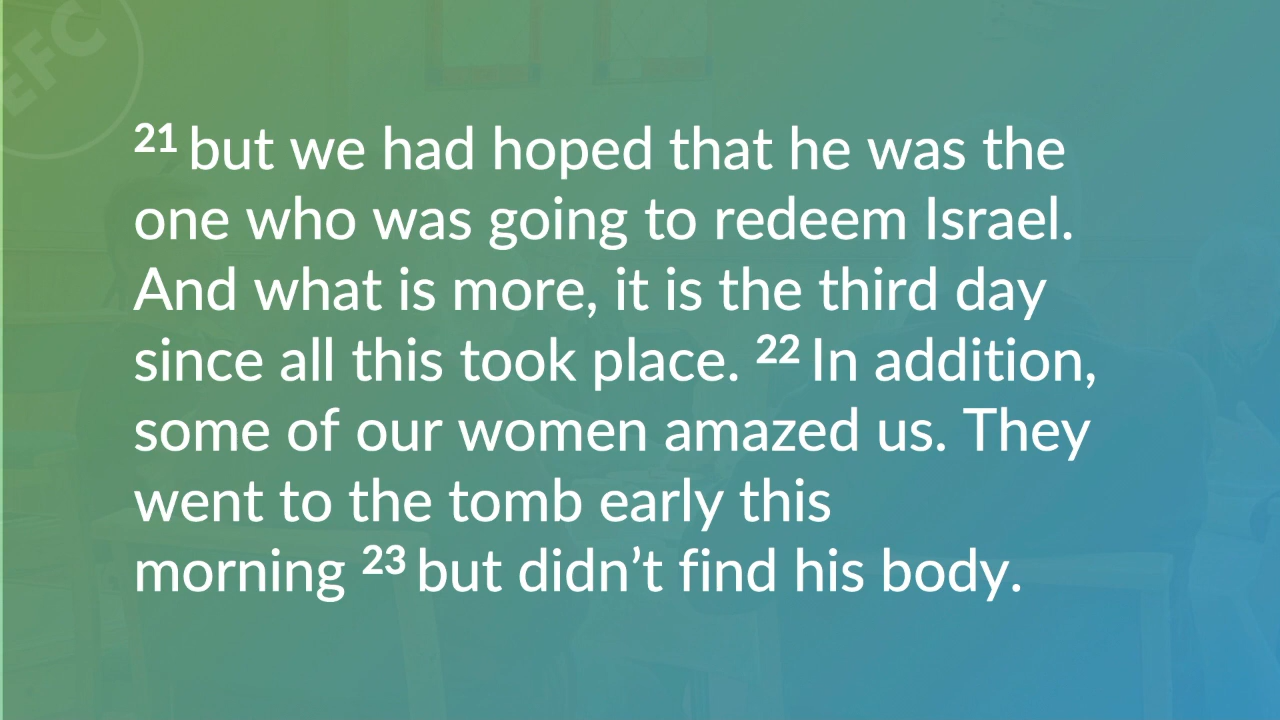 EFC
21 but we had hoped that he was the
one who was going to redeem Israel.
And what is more, it is the third day
since all this took place. 22 In addition,
some of our women amazed us. They
went to the tomb early this
morning 23 but didn’t find his body.